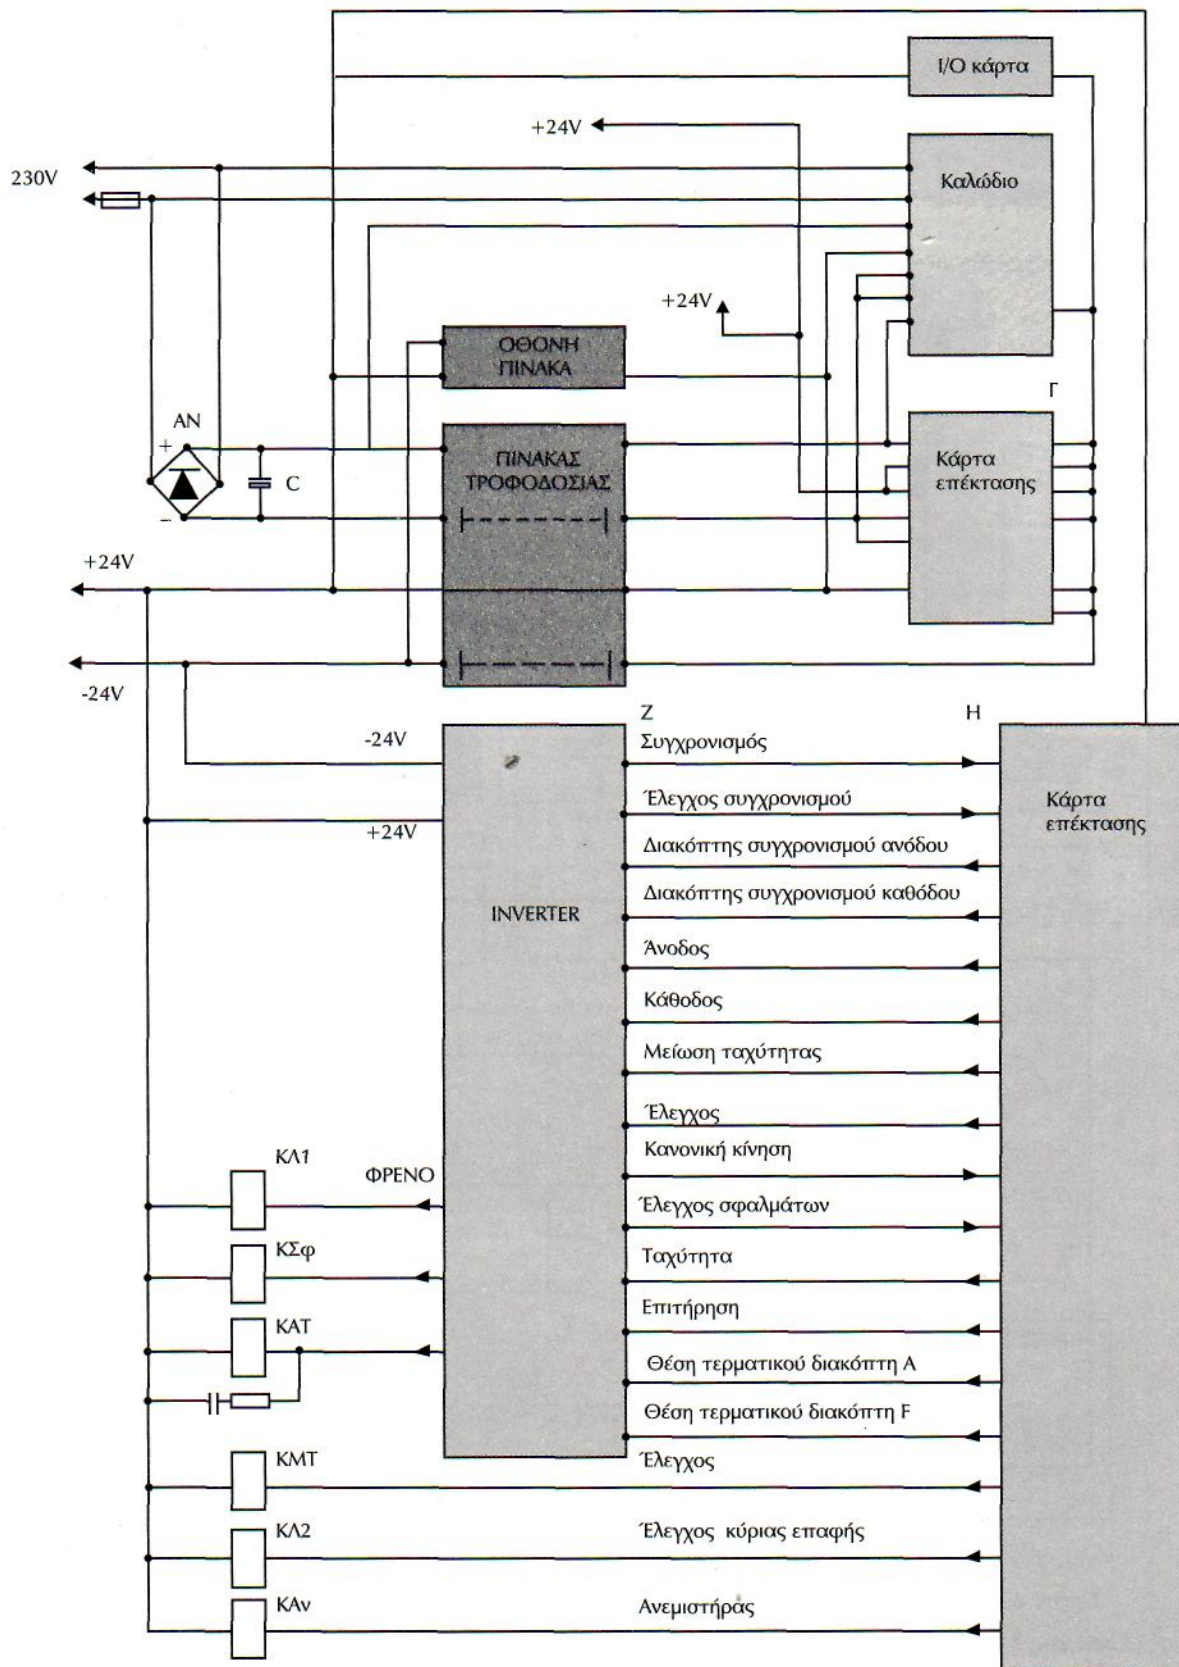 I/O κάρτα
+24V
230V
Καλώδιο
+24V
ΟΘΟΝΗ
ΠΙΝΑΚΑ
Γ
ΑΝ
+
C
−
ΠΙΝΑΚΑΣ
ΤΡΟΦΟΔΟΣΙΑΣ
Κάρτα
επέκτασης
+24V
-24V
Z
H
-24V
Συγχρονισμός
+24V
Έλεγχος συγχρονισμού
Κάρτα
επέκτασης
Διακόπτης συγχρονισμού ανόδου
Διακόπτης συγχρονισμού καθόδου
INVERTER
Άνοδος
Κάθοδος
Μείωση ταχύτητας
Έλεγχος
ΚΛ1
ΦΡΕΝΟ
Κανονική κίνηση
Έλεγχος σφαλμάτων
ΚΣφ
Ταχύτητα
ΚΑΤ
Επιτήρηση
Θέση τερματικού διακόπτη A
Θέση τερματικού διακόπτη F
ΚΜΤ
Έλεγχος
ΚΛ2
Έλεγχος κύριας επαφής
ΚΑν
Ανεμιστήρας